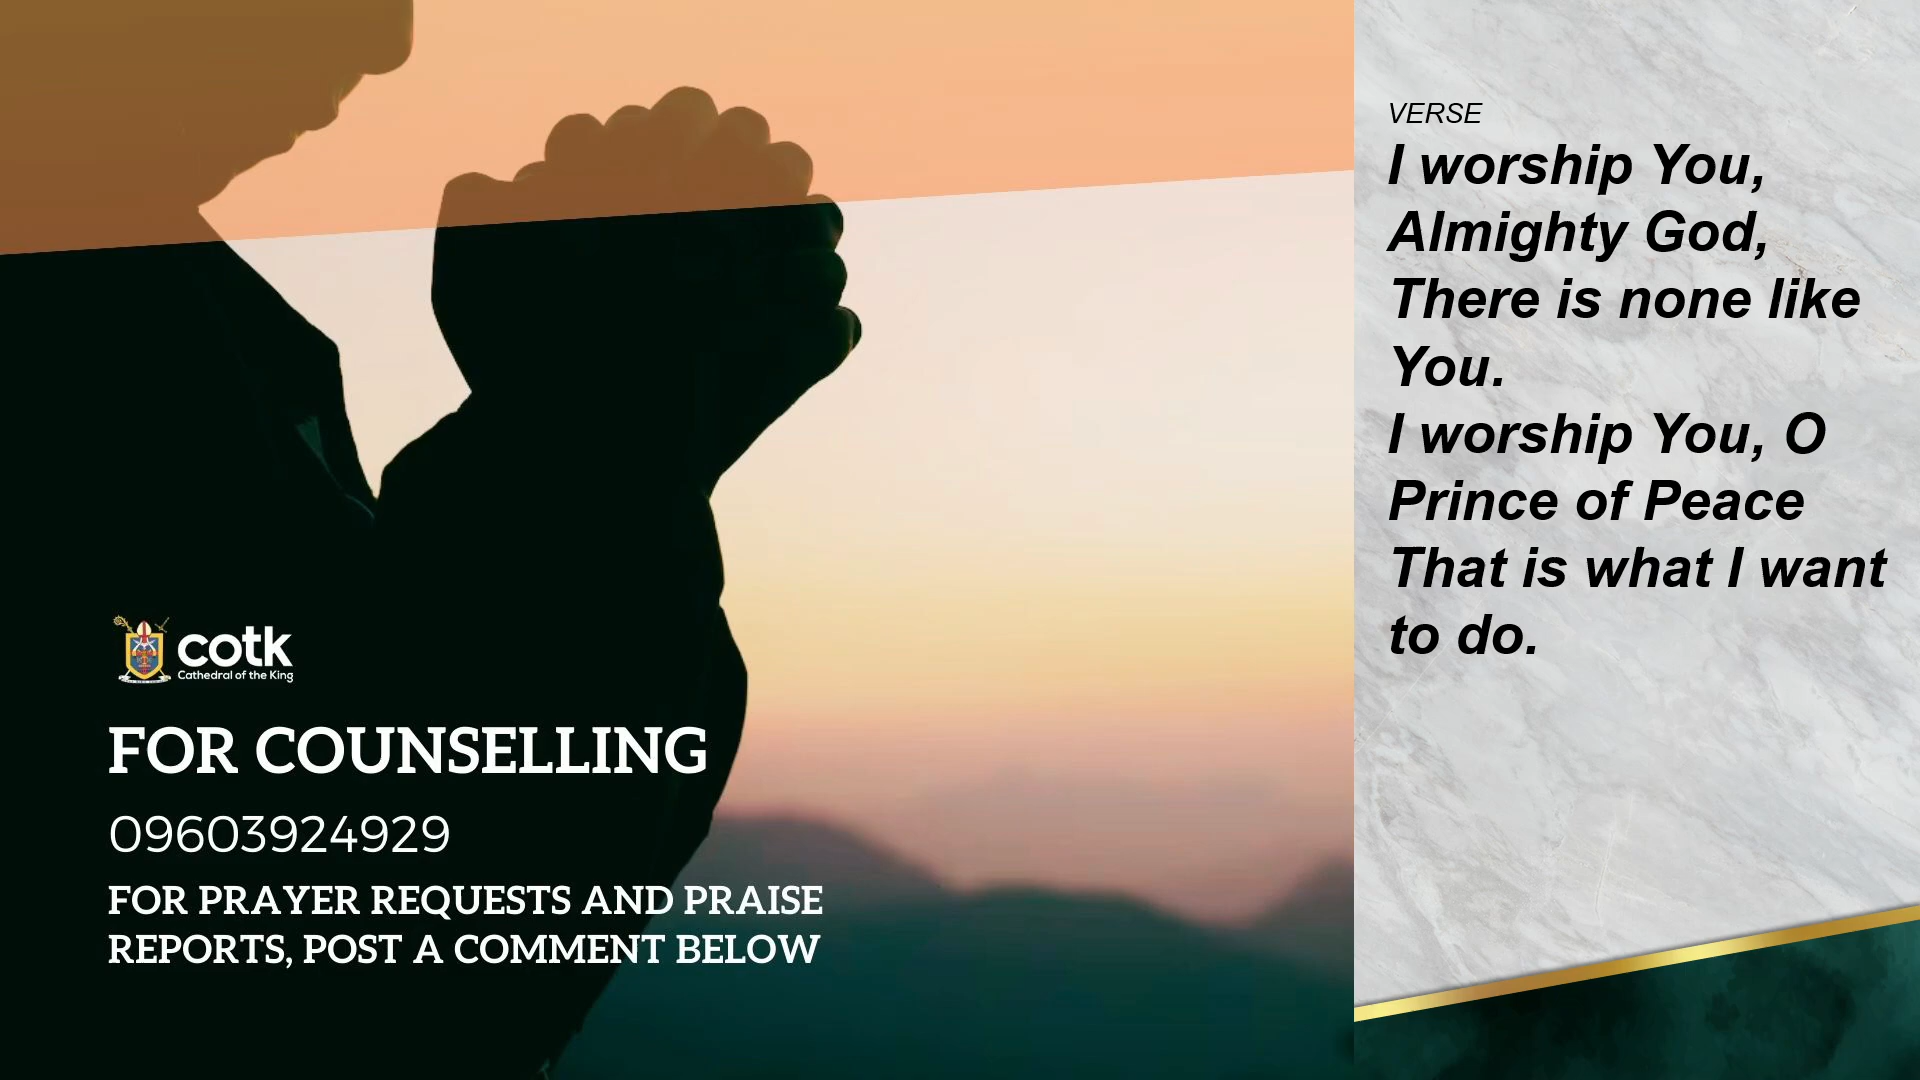 cotk
Cathedral of the King
FOR COUNSELLING
09603924929
FOR PRAYER REQUESTS AND PRAISE
REPORTS, POST A COMMENT BELOW
VERSE
I worship You,
Almighty God,
There is none like
You.
I worship You, O
Prince of Peace
That is what I want
to do.